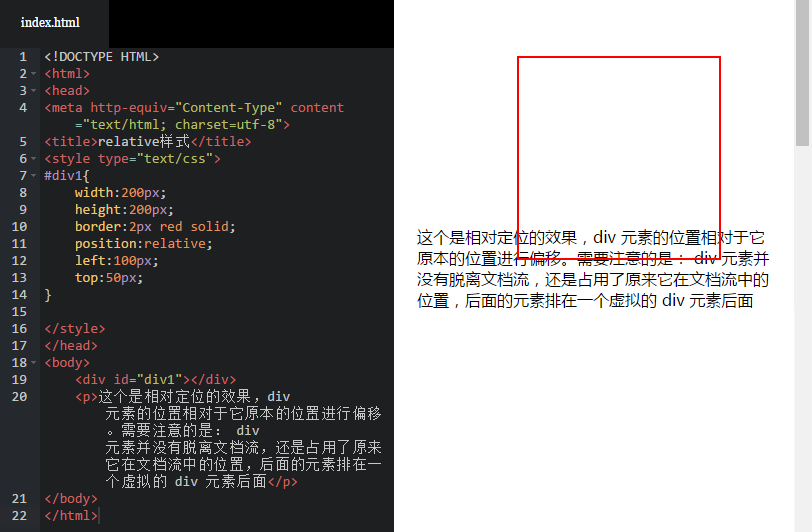 index.html
1 <!DOCTYPE HTML>
2 <html>
3 <head>
4 <meta http-equiv="Content-Type" content
="text/html; charset=utf-8">
5 <title>relative样式</title>
6 <style type="text/css">
7 #div1{
8 width:200px;
9 height:200px;
10 border:2px red solid;
11 position:relative;
12 left:100px;
13 top:50px;
14 }
15
16 </style>
17 </head>
18 <body>
19 <div id="div1"></div>
20 <p>这个是相对定位的效果，div
元素的位置相对于它原本的位置进行偏移
。需要注意的是： div
元素并没有脱离文档流，还是占用了原来
它在文档流中的位置，后面的元素排在一
个虚拟的 div 元素后面</p>
21 </body>
22 </html>
这个是相对定位的效果，div 元素的位置相对于它
原本的位置进行偏移。需要注意的是： div 元素并
没有脱离文档流，还是占用了原来它在文档流中的
位置，后面的元素排在一个虚拟的 div 元素后面